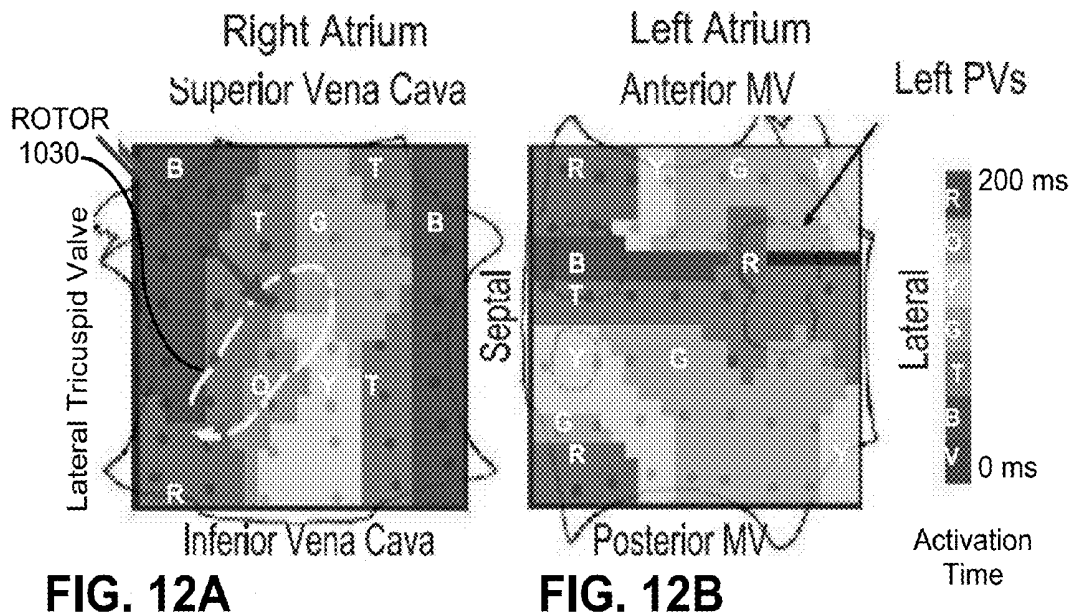 Right Atrium
Left Atrium
Superior Vena Cava
Anterior MV
Left PVs
ROTOR
1030
B
T
T
G
B
O
Y
T
R
Lateral Tricuspid Valve
Septal
R
Y
G
Y
B
R
T
Y
G
G
R
Y
Lateral
200 ms
R
O
Y
G
T
B
V
0 ms
Inferior Vena Cava
Posterior MV
Activation
Time
FIG. 12A
FIG. 12B